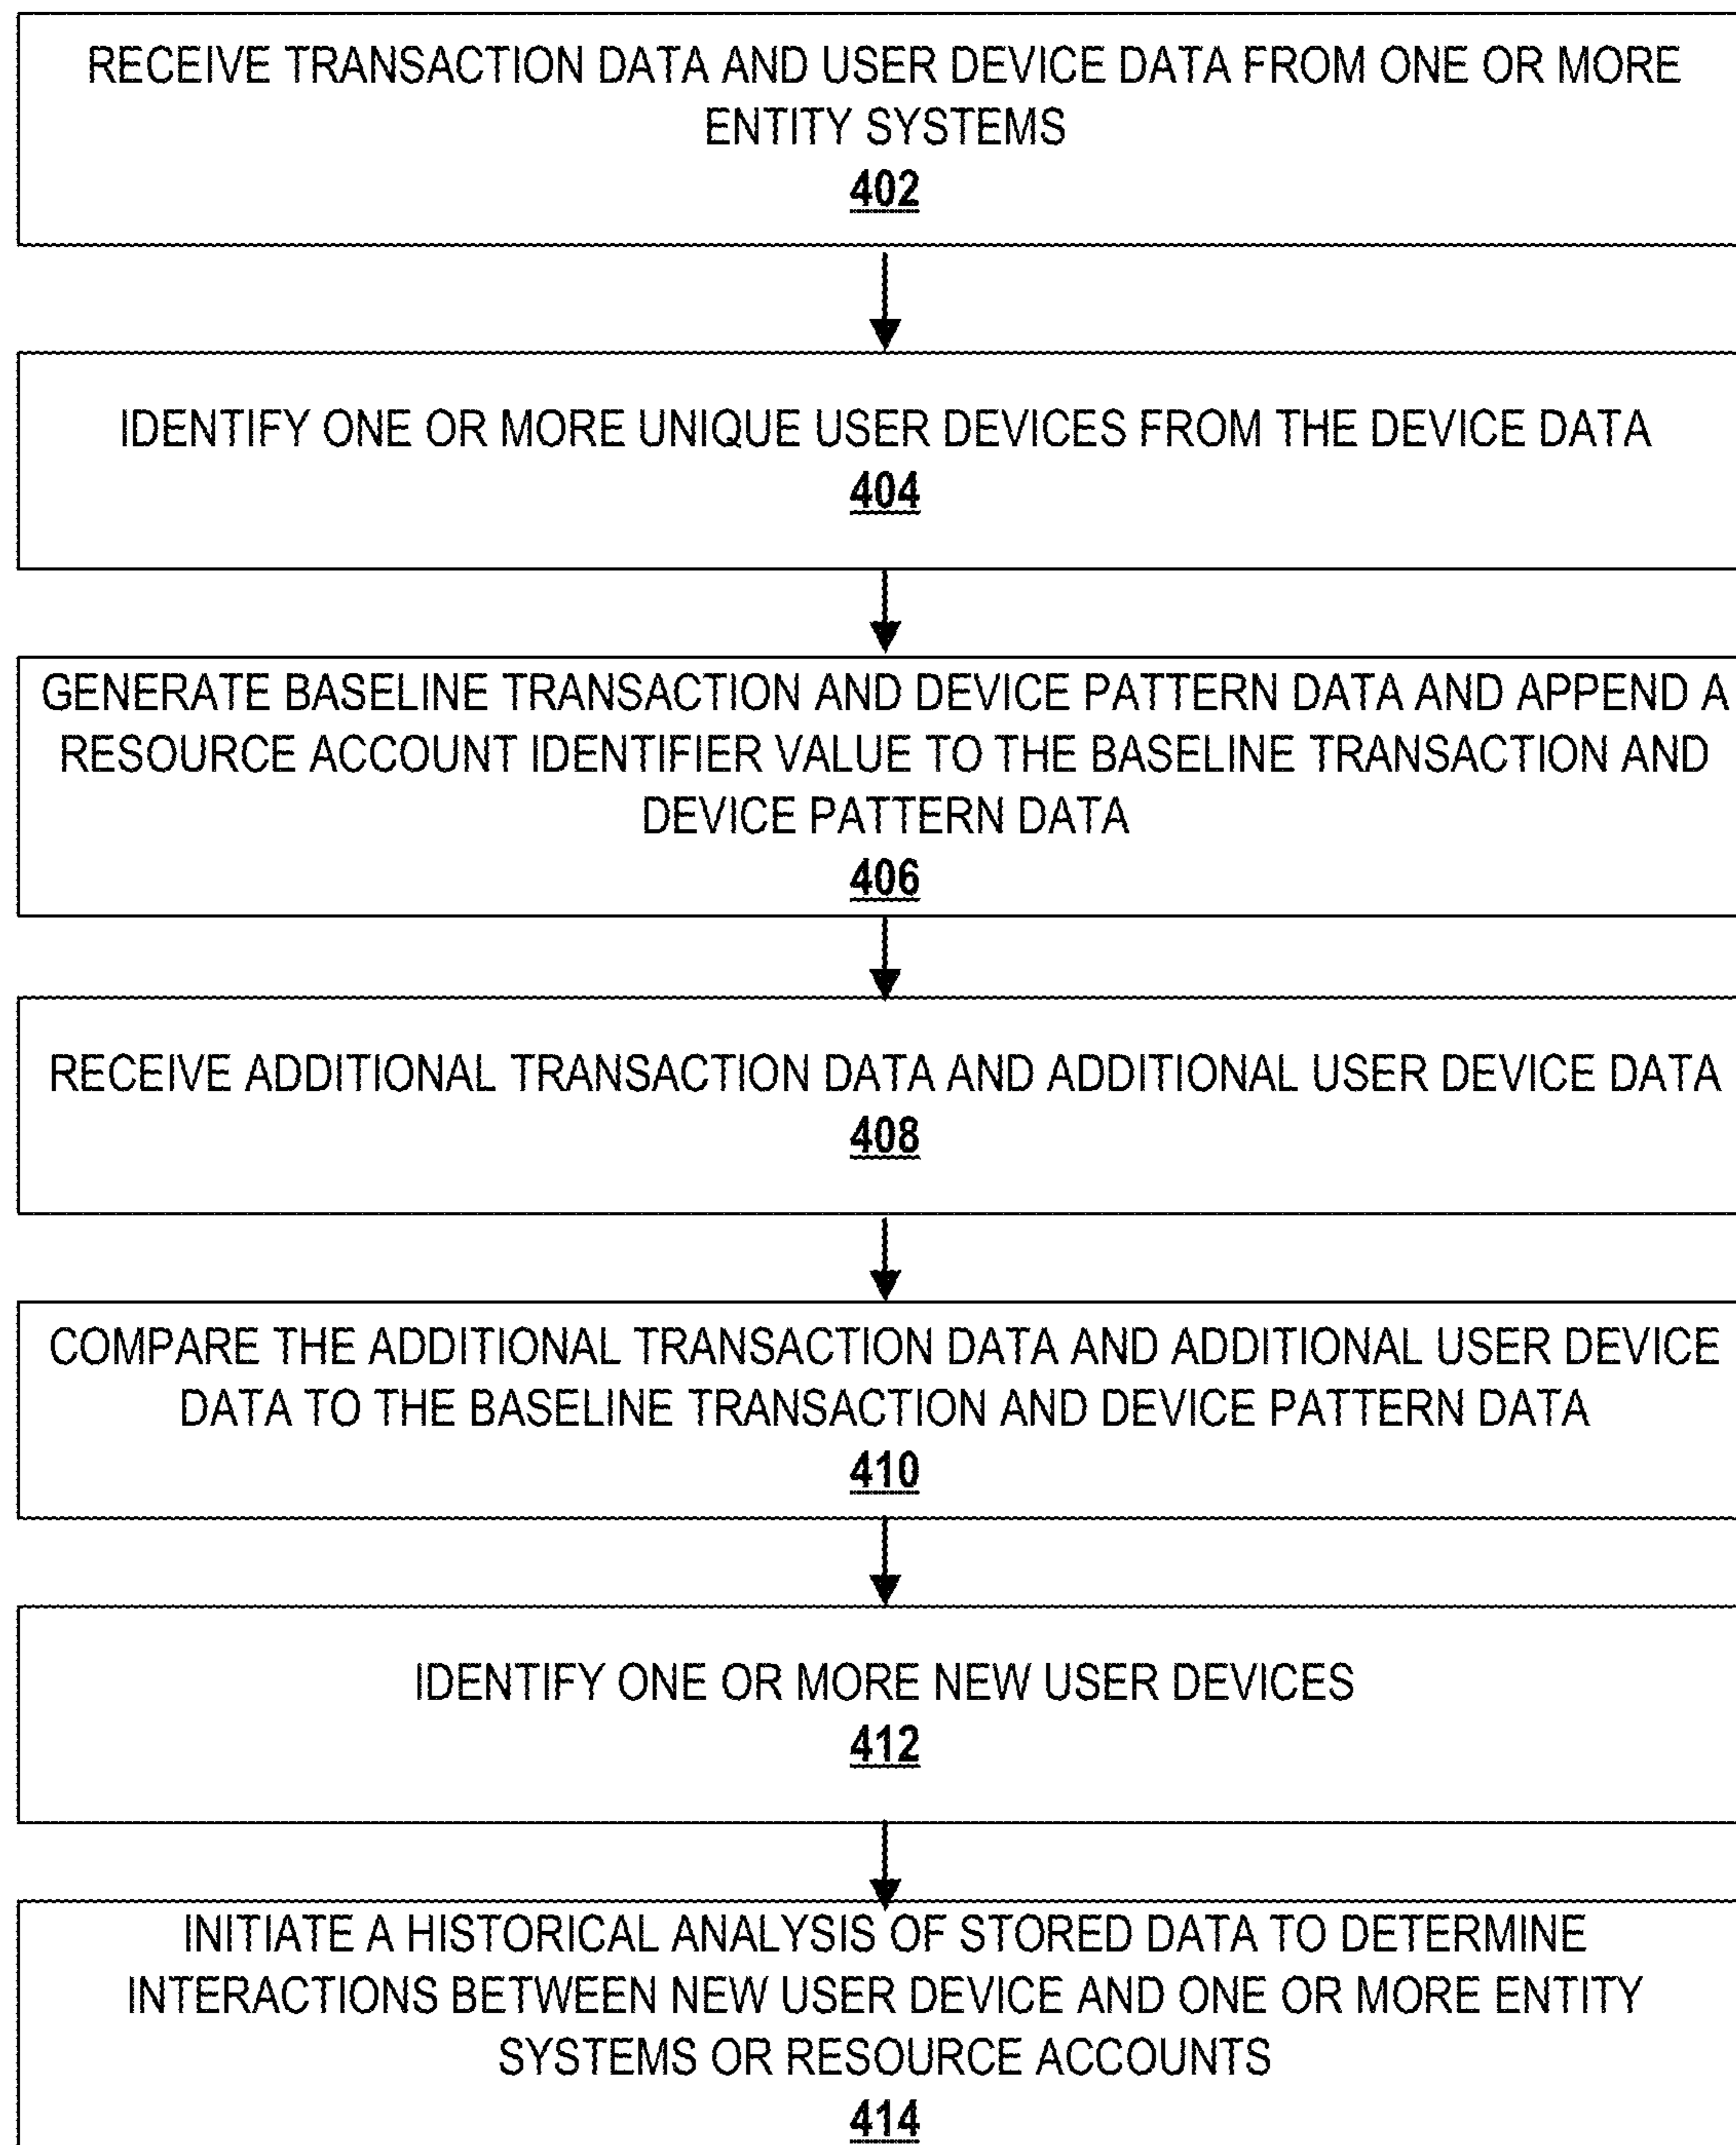 RECEIVE TRANSACTION DATA AND USER DEVICE DATA FROM ONE OR MORE
ENTITY SYSTEMS
402
IDENTIFY ONE OR MORE UNIQUE USER DEVICES FROM THE DEVICE DATA
404
GENERATE BASELINE TRANSACTION AND DEVICE PATTERN DATA AND APPEND A
RESOURCE ACCOUNT IDENTIFIER VALUE TO THE BASELINE TRANSACTION AND
DEVICE PATTERN DATA
406
RECEIVE ADDITIONAL TRANSACTION DATA AND ADDITIONAL USER DEVICE DATA
408
COMPARE THE ADDITIONAL TRANSACTION DATA AND ADDITIONAL USER DEVICE
DATA TO THE BASELINE TRANSACTION AND DEVICE PATTERN DATA
410
IDENTIFY ONE OR MORE NEW USER DEVICES
412
INITIATE A HISTORICAL ANALYSIS OF STORED DATA TO DETERMINE
INTERACTIONS BETWEEN NEW USER DEVICE AND ONE OR MORE ENTITY
SYSTEMS OR RESOURCE ACCOUNTS
414